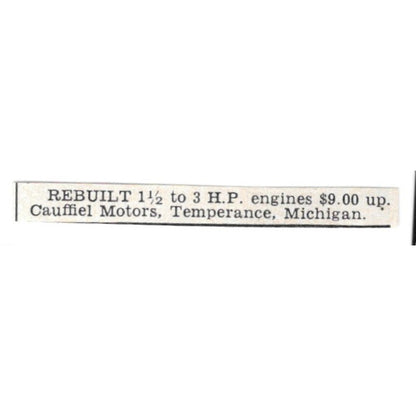 REBUILT 1½ to 3 H.P. engines $9.00 up.
Cauffiel Motors, Temperance, Michigan.